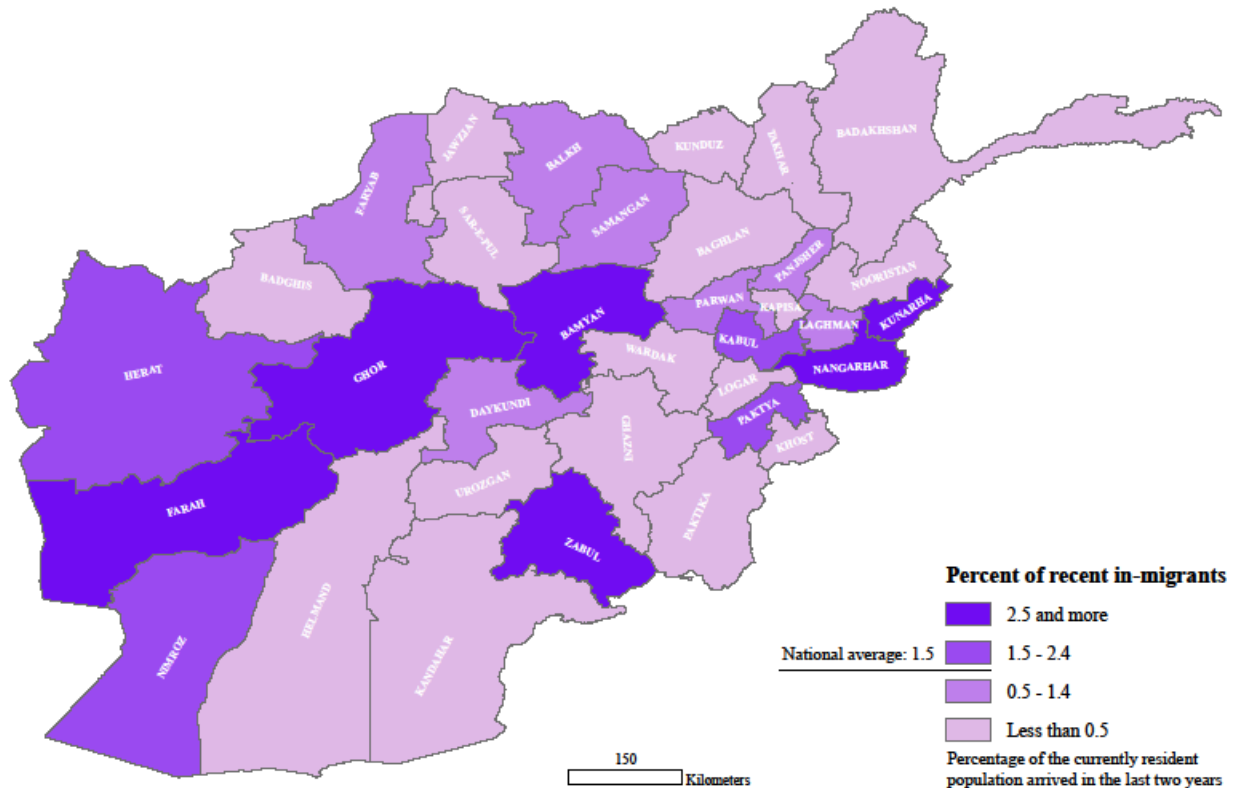 BADAKHSHAN
TAKHAR
KUNDUZ
JAWZJAN
BALKH
FARYAB
SAMANGAN
SAR-E-PUL
BAGHLAN
PANJSHER
NOORISTAN
BADGHIS
PARWAN
KAPISA
KUNARHA
LAGHMAN
BAMYAN
KABUL
WARDAK
HERAT
GHOR
NANGARHAR
LOGAR
DAYKUNDI
PAKTYA
GHAZNI
KHOST
UROZGAN
FARAH
PAKTIKA
ZABUL
HELMAND
NIMROZ
KANDAHAR
Percent of recent in-migrants
2.5 and more
National average: 1.5
1.5 - 2.4
0.5 - 1.4
Less than 0.5
150
Kilometers
Percentage of the currently resident
population arrived in the last two years